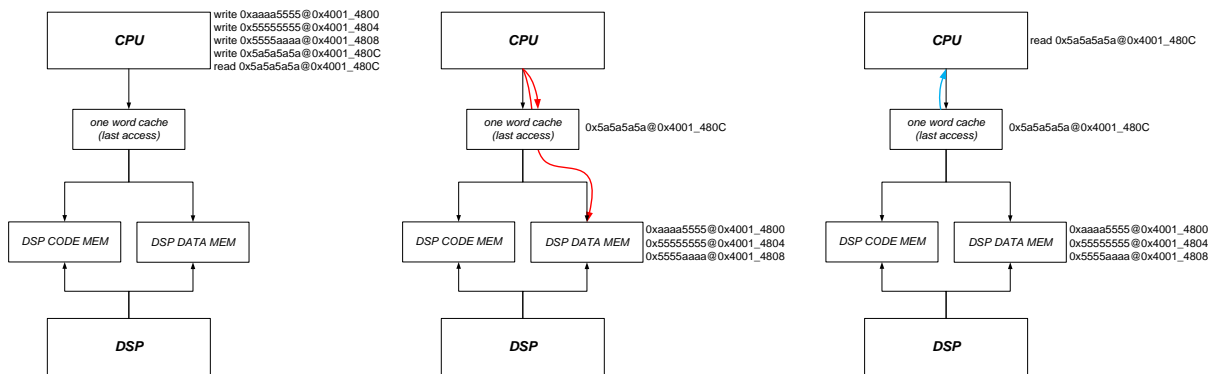 CPU
write 0xaaaa5555@0x4001_4800
write 0x55555555@0x4001_4804
write 0x5555aaaa@0x4001_4808
write 0x5a5a5a5a@0x4001_480C
read 0x5a5a5a5a@0x4001_480C
one word cache
(last access)
DSP CODE MEM
DSP DATA MEM
DSP
CPU
one word cache
(last access)
0x5a5a5a5a@0x4001_480C
DSP CODE MEM
DSP DATA MEM
0xaaaa5555@0x4001_4800
0x55555555@0x4001_4804
0x5555aaaa@0x4001_4808
DSP
CPU
read 0x5a5a5a5a@0x4001_480C
one word cache
(last access)
0x5a5a5a5a@0x4001_480C
DSP CODE MEM
DSP DATA MEM
0xaaaa5555@0x4001_4800
0x55555555@0x4001_4804
0x5555aaaa@0x4001_4808
DSP